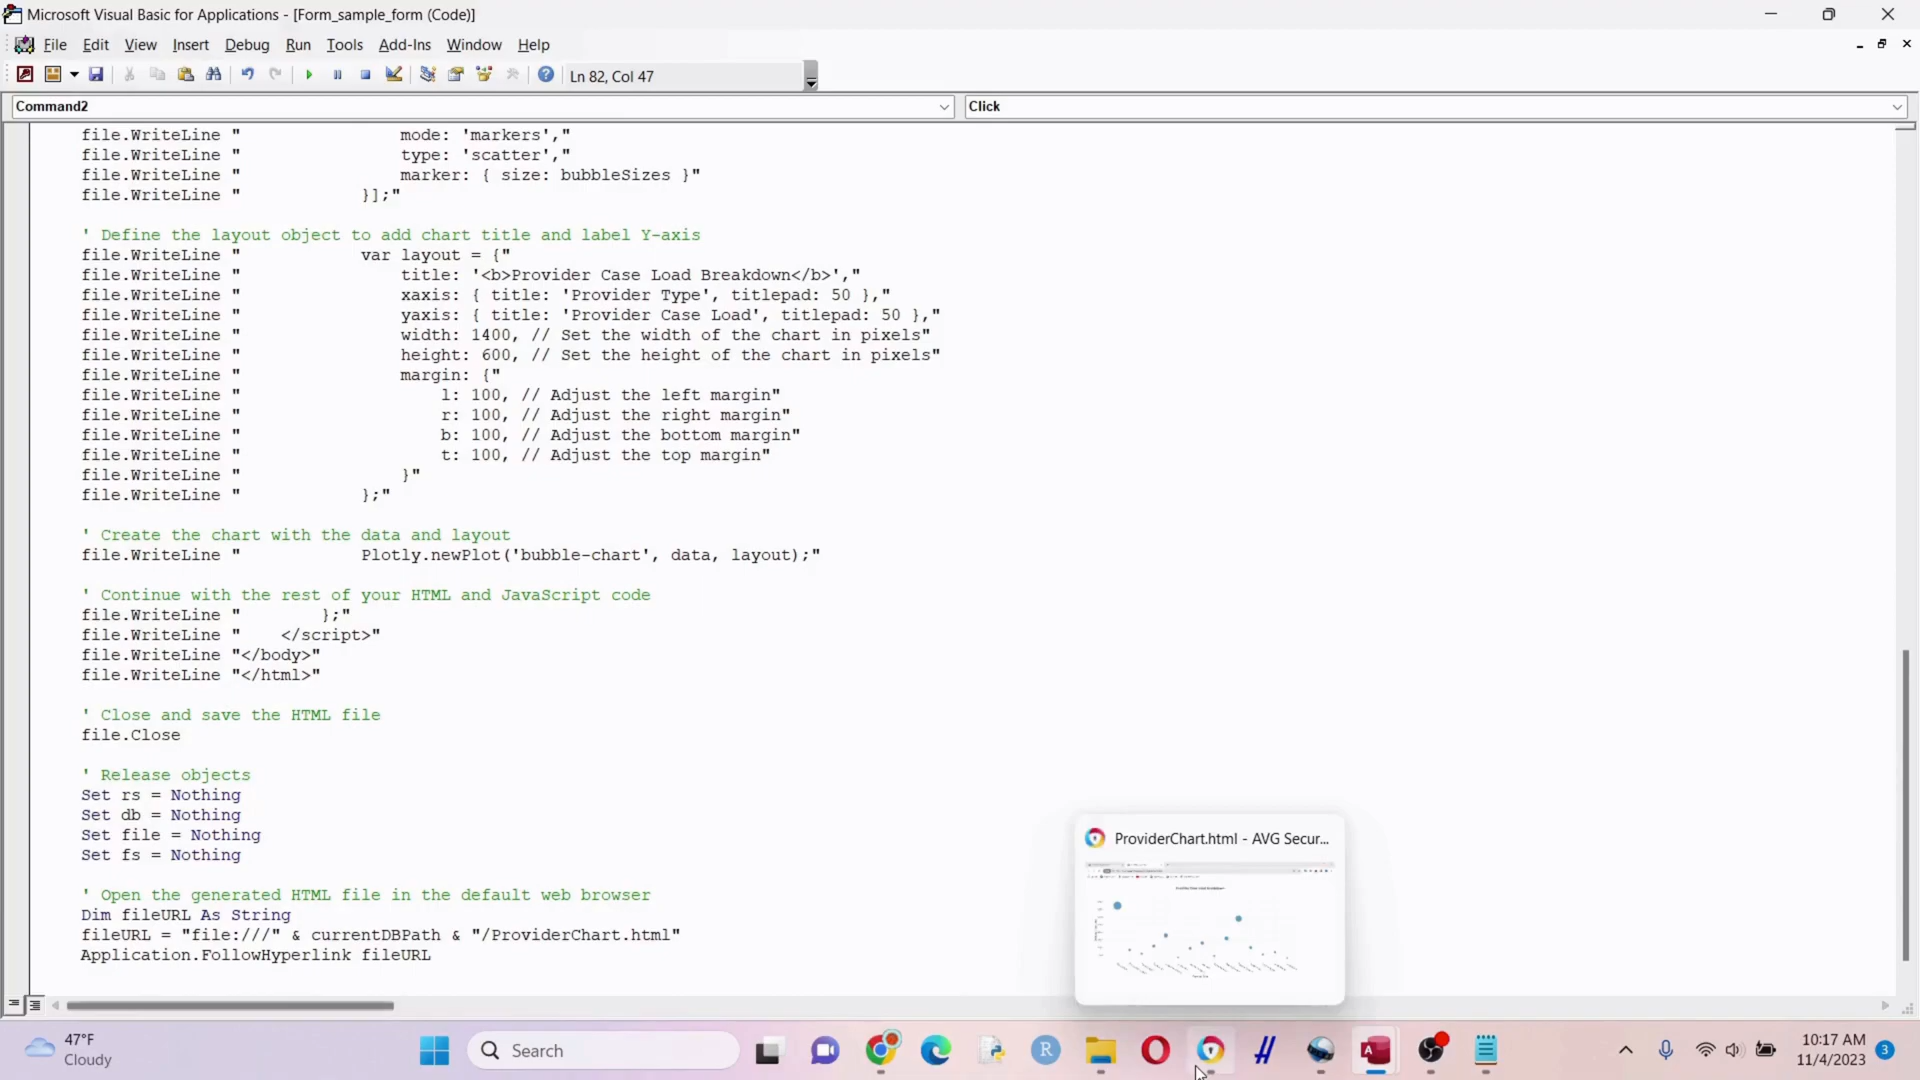 Microsoft Visual Basic for Applications - [Form_sample_form (Code)]
File Edit View Insert Debug Run Tools Add-Ins Window Help
Ln 82, Col 47
Command2 Click
file.WriteLine " mode: 'markers',"
file.WriteLine " type: 'scatter',"
file.WriteLine " marker: { size: bubbleSizes }"
file.WriteLine " }];"
' Define the layout object to add chart title and label Y-axis
file.WriteLine " var layout = {"
file.WriteLine " title: '<b>Provider Case Load Breakdown</b>',"
file.WriteLine " xaxis: { title: 'Provider Type', titlepad: 50 },"
file.WriteLine " yaxis: { title: 'Provider Case Load', titlepad: 50 },"
file.WriteLine " width: 1400, // Set the width of the chart in pixels"
file.WriteLine " height: 600, // Set the height of the chart in pixels"
file.WriteLine " margin: {"
file.WriteLine " l: 100, // Adjust the left margin"
file.WriteLine " r: 100, // Adjust the right margin"
file.WriteLine " b: 100, // Adjust the bottom margin"
file.WriteLine " t: 100, // Adjust the top margin"
file.WriteLine " }"
file.WriteLine " };"
' Create the chart with the data and layout
file.WriteLine " Plotly.newPlot('bubble-chart', data, layout);"
' Continue with the rest of your HTML and JavaScript code
file.WriteLine " };"
file.WriteLine " </script>"
file.WriteLine "</body>"
file.WriteLine "</html>"
' Close and save the HTML file
file.Close
' Release objects
Set rs = Nothing
Set db = Nothing
Set file = Nothing
Set fs = Nothing
' Open the generated HTML file in the default web browser
Dim fileURL As String
fileURL = "file:///" & currentDBPath & "/ProviderChart.html"
Application.FollowHyperlink fileURL
ProviderChart.html - AVG Secur...
47°F
Cloudy
Search
10:17 AM
11/4/2023
3